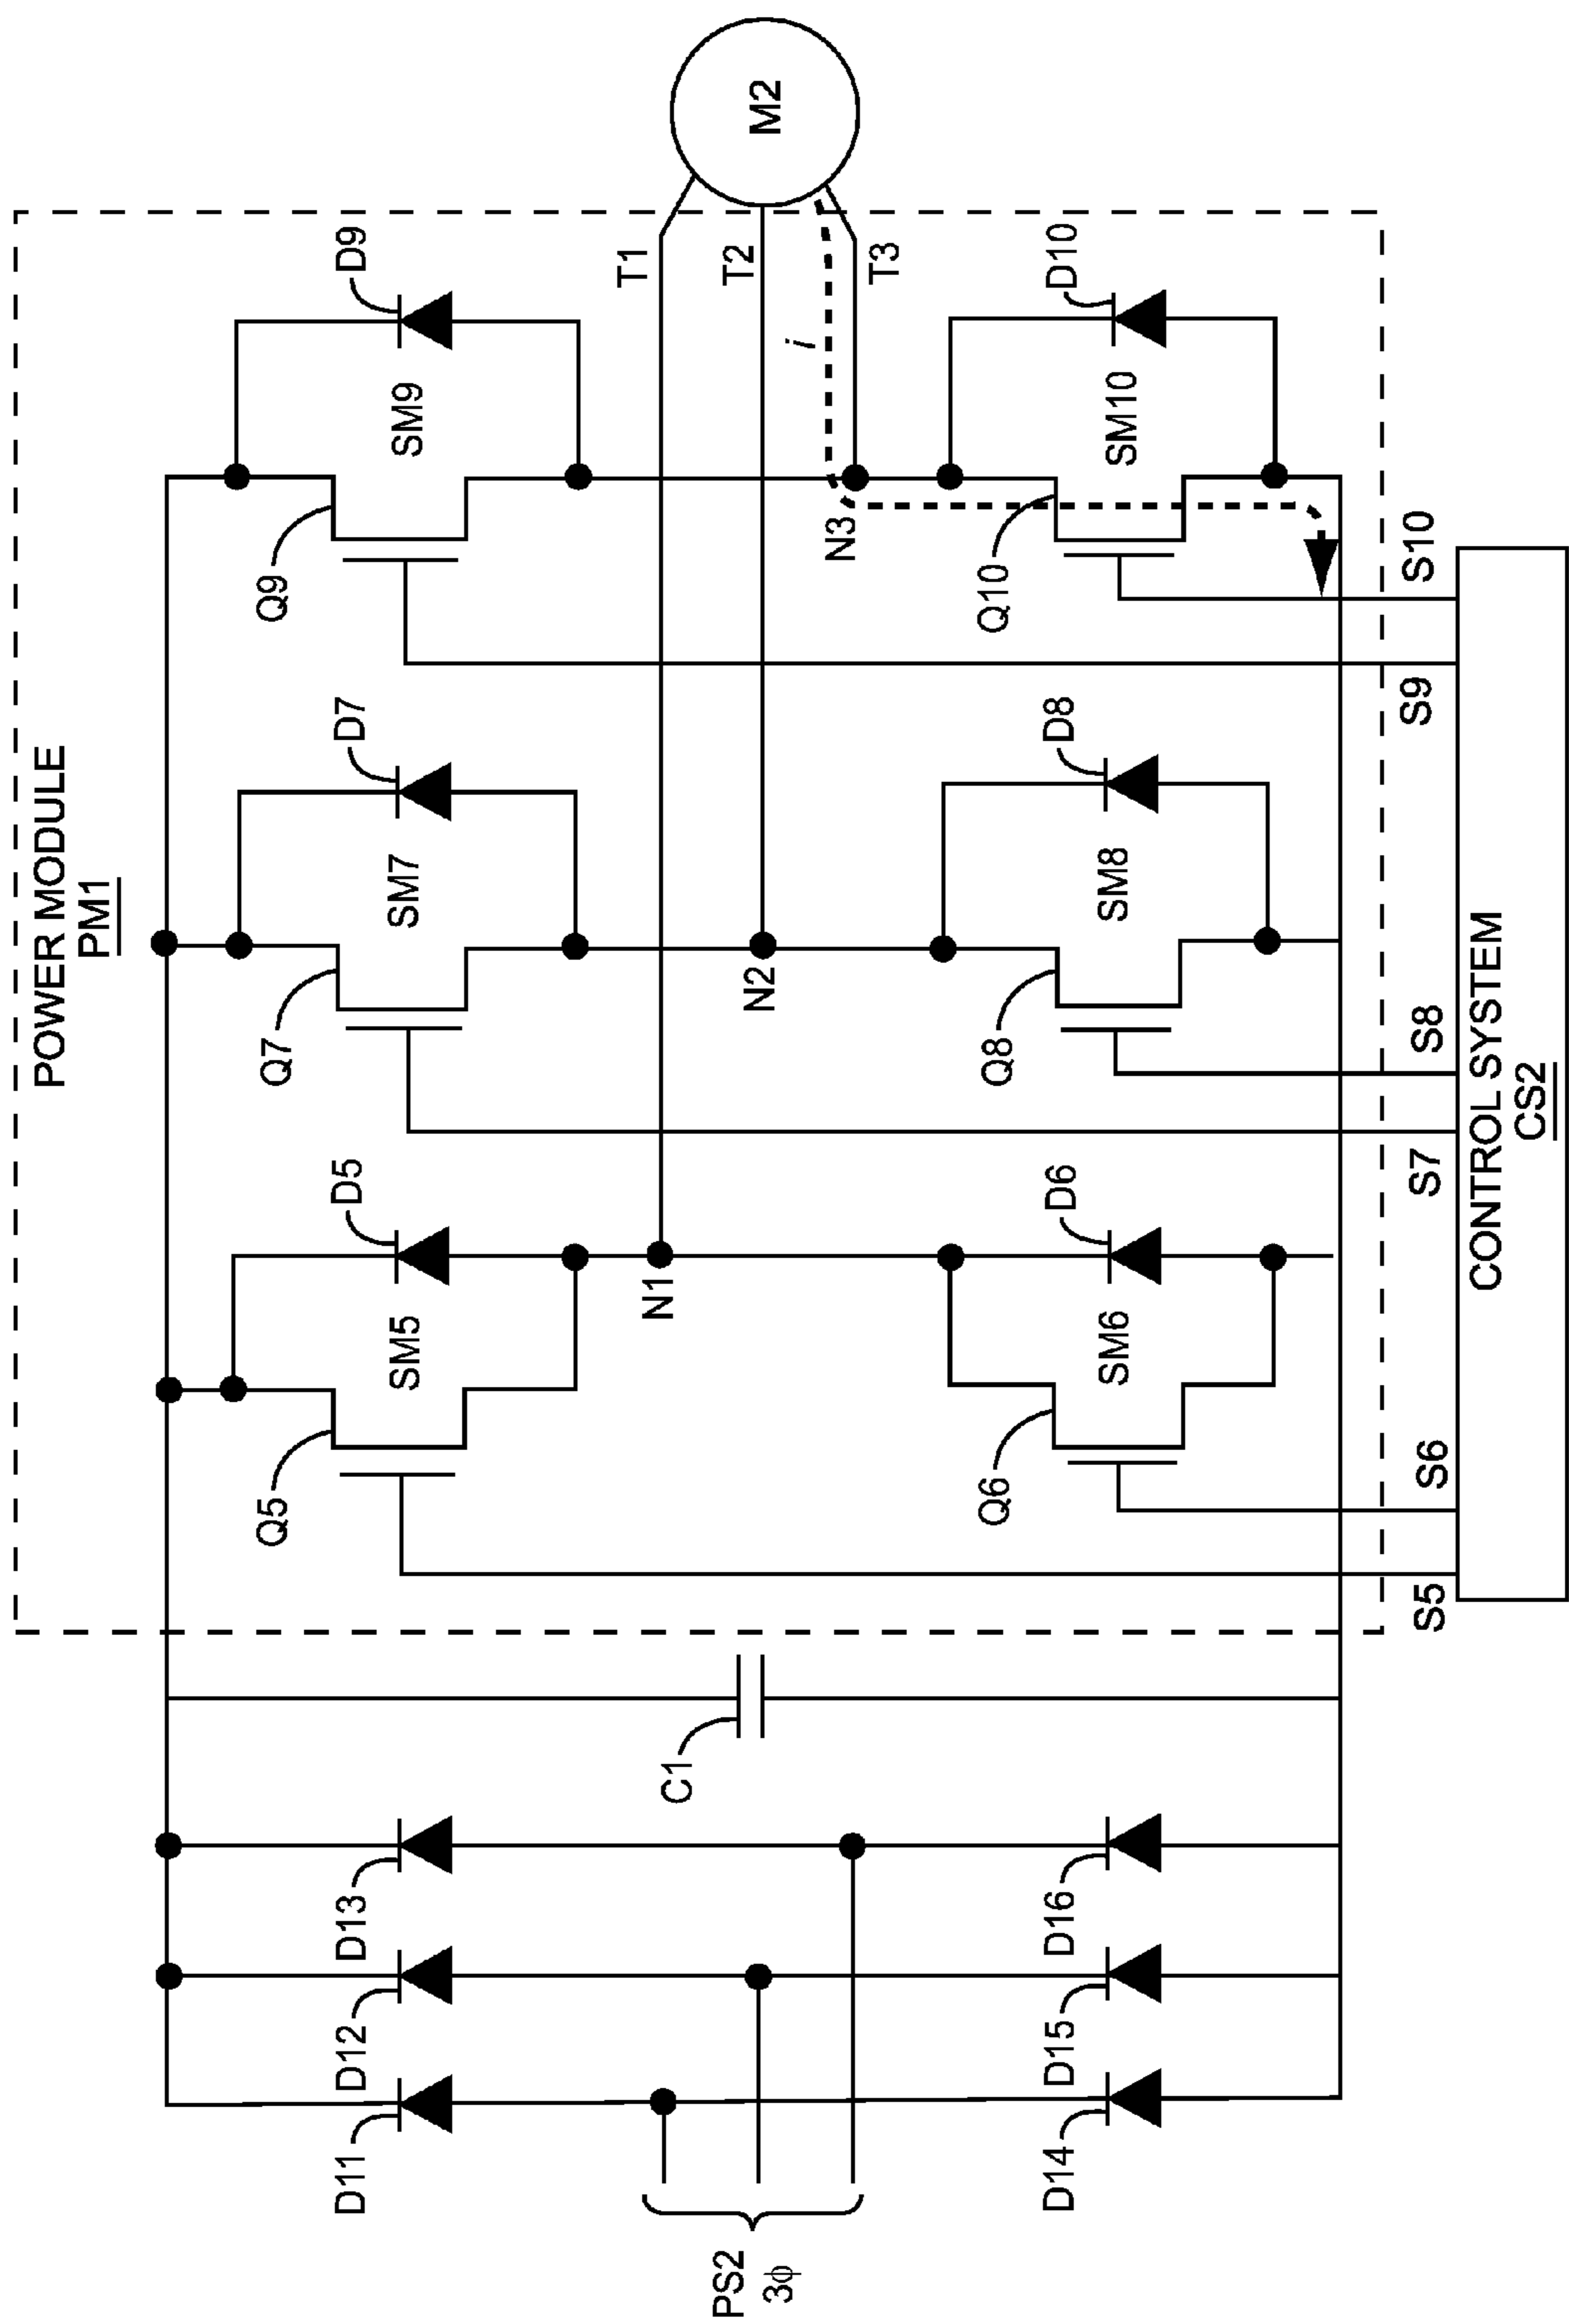 POWER MODULE
PM1
D5
D7
D9
Q5
SM5
Q7
SM7
Q9
SM9
D11
D12
D13
C1
N1
N2
N3
T1
T2
T3
i
M2
PS2
3ϕ
D14
D15
D16
Q6
SM6
D6
Q8
SM8
D8
Q10
SM10
D10
S5
S6
S7
S8
S9
S10
CONTROL SYSTEM
CS2